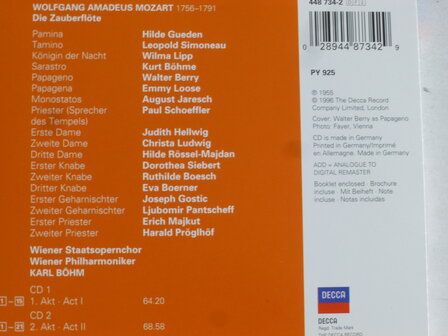 WOLFGANG AMADEUS MOZART 1756–1791
Die Zauberflöte
Pamina Hilde Gueden
Tamino Leopold Simoneau
Königin der Nacht Wilma Lipp
Sarastro Kurt Böhme
Papageno Walter Berry
Papagena Emmy Loose
Monostatos August Jaresch
Priester (Sprecher Paul Schoeffler
des Tempels)
Erste Dame Judith Hellwig
Zweite Dame Christa Ludwig
Dritte Dame Hilde Rössel-Majdan
Erster Knabe Dorothea Siebert
Zweiter Knabe Ruthilde Boesch
Dritter Knabe Eva Boerner
Erster Geharnischter Joseph Gostic
Zweiter Geharnischter Ljubomir Pantscheff
Erster Priester Erich Majkut
Zweiter Priester Harald Pröglhöf
Wiener Staatsopernchor
Wiener Philharmoniker
KARL BÖHM
CD 1
1 – 15 1. Akt · Act I 64.20
CD 2
1 – 21 2. Akt · Act II 68.58
448 734-2
0 28944 87342 9
PY 925
℗ 1955
© 1996 The Decca Record
Company Limited, London
Cover: Walter Berry as Papageno
Photo: Fayer, Vienna
CD is made in Germany
Printed in Germany/Imprimé
en Allemagne. Made in Germany
ADD = ANALOGUE TO
DIGITAL REMASTER
Booklet enclosed · Brochure
incluse · Mit Beiheft · Note
incluse · Notas incluidas
DECCA
DECCA
Regd. Trade Mark
THE DECCA RECORD